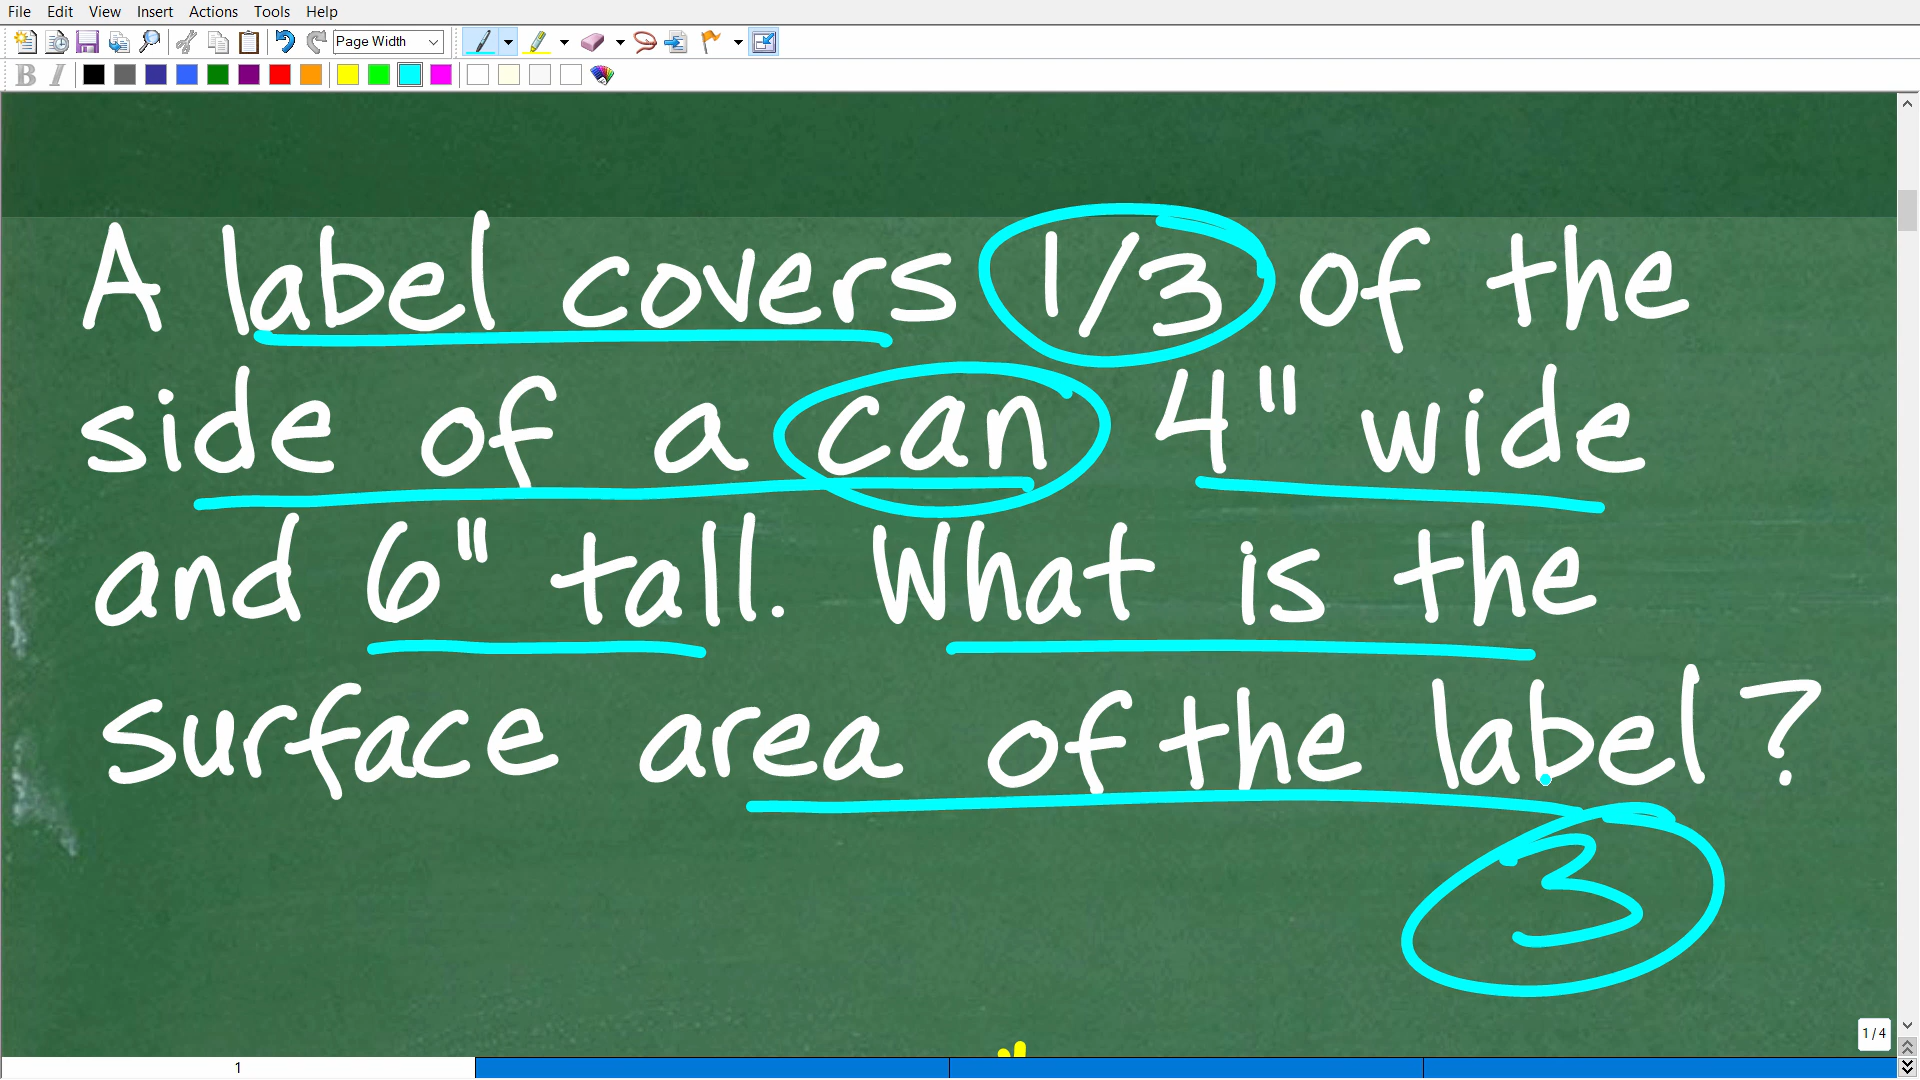 File Edit View Insert Actions Tools Help
Page Width
B I
A label covers 1/3 of the
side of a can 4" wide
and 6" tall. What is the
surface area of the label?
3
1 / 4
1